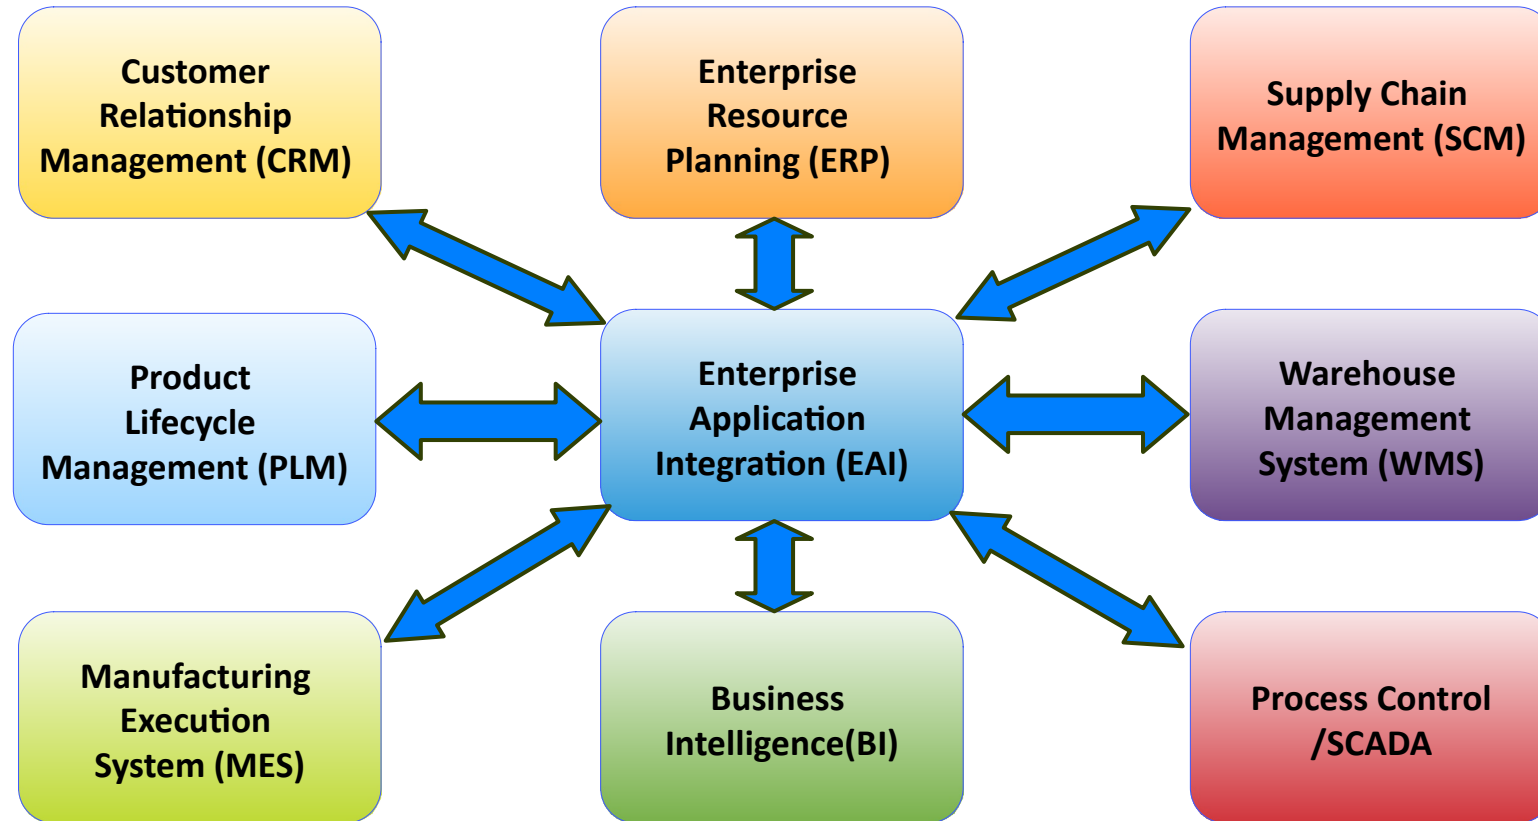 Customer
Relationship
Management (CRM)
Enterprise
Resource
Planning (ERP)
Supply Chain
Management (SCM)
Product
Lifecycle
Management (PLM)
Enterprise
Application
Integration (EAI)
Warehouse
Management
System (WMS)
Manufacturing
Execution
System (MES)
Business
Intelligence(BI)
Process Control
/SCADA